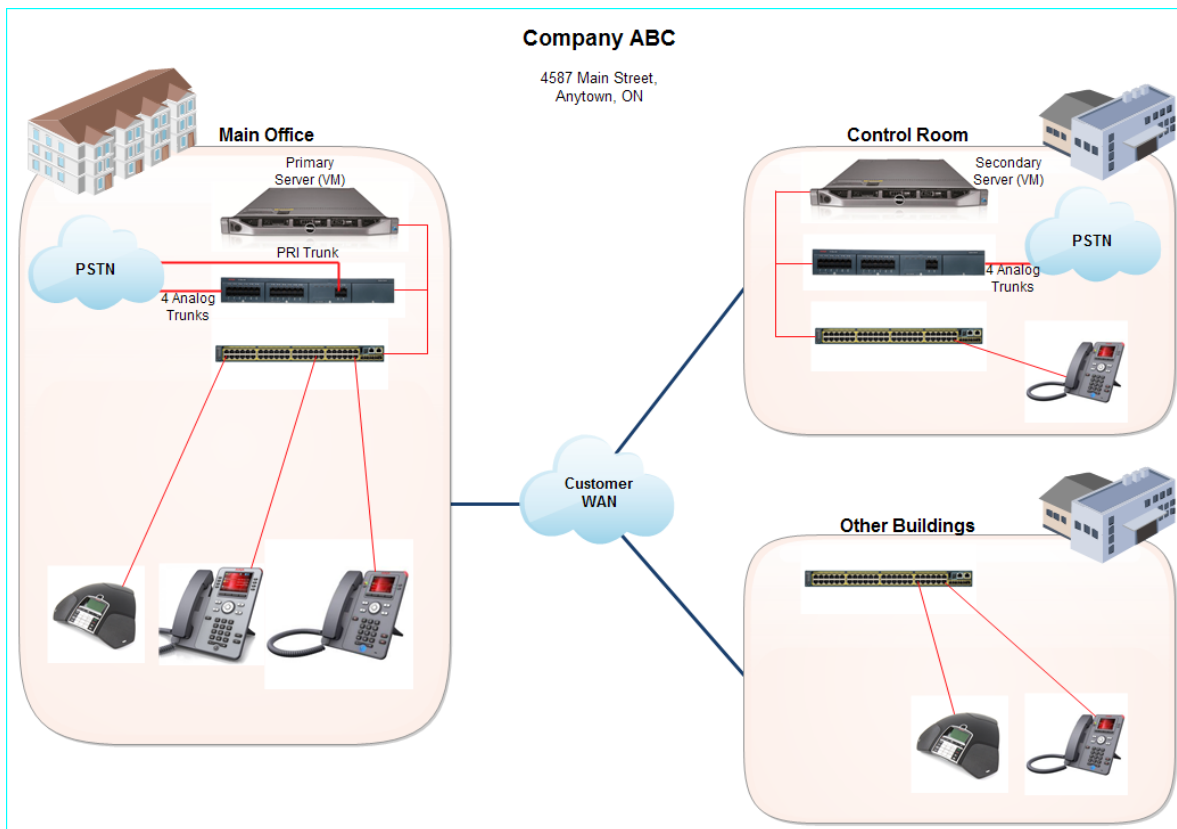 Company ABC
4587 Main Street,
Anytown, ON
Main Office
Primary
Server (VM)
PRI Trunk
PSTN
4 Analog
Trunks
Control Room
Secondary
Server (VM)
PSTN
4 Analog
Trunks
Customer
WAN
Other Buildings